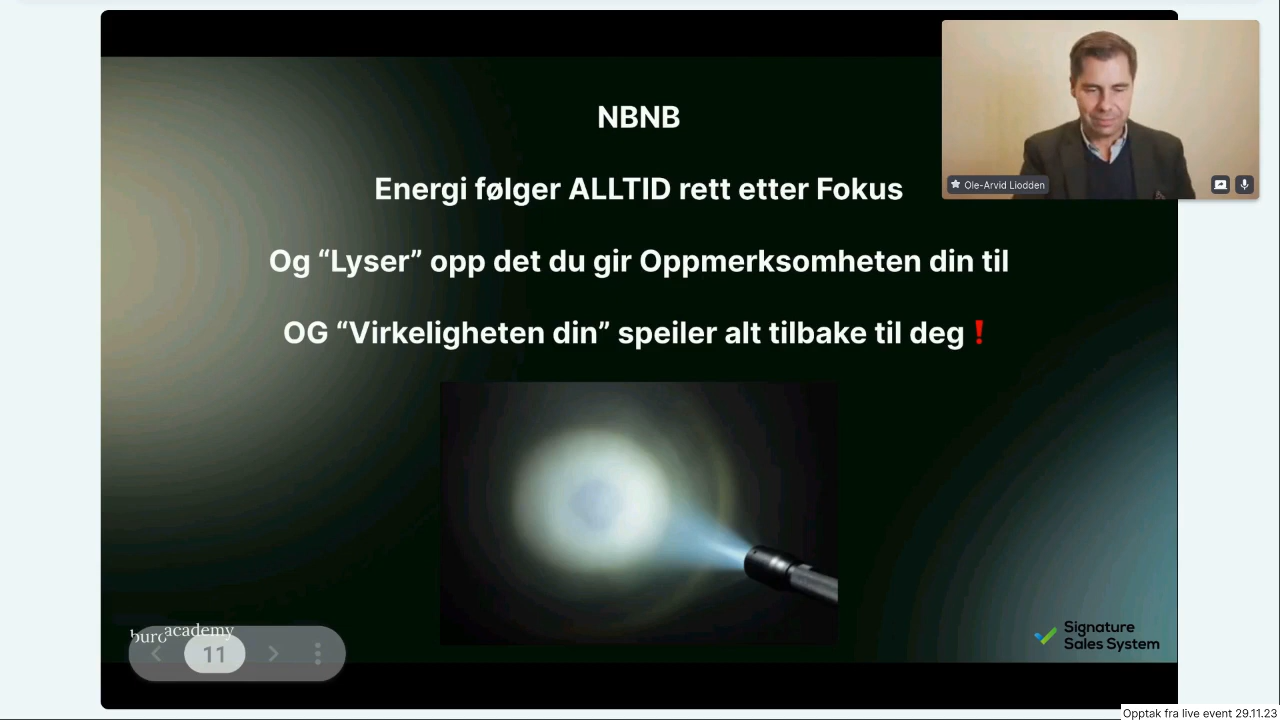 NBNB
Energi følger ALLTID rett etter Fokus
Og “Lyser” opp det du gir Oppmerksomheten din til
OG “Virkeligheten din” speiler alt tilbake til deg !
Ole-Arvid Liodden
buro academy
11
Signature
Sales System
Opptak fra live event 29.11.23